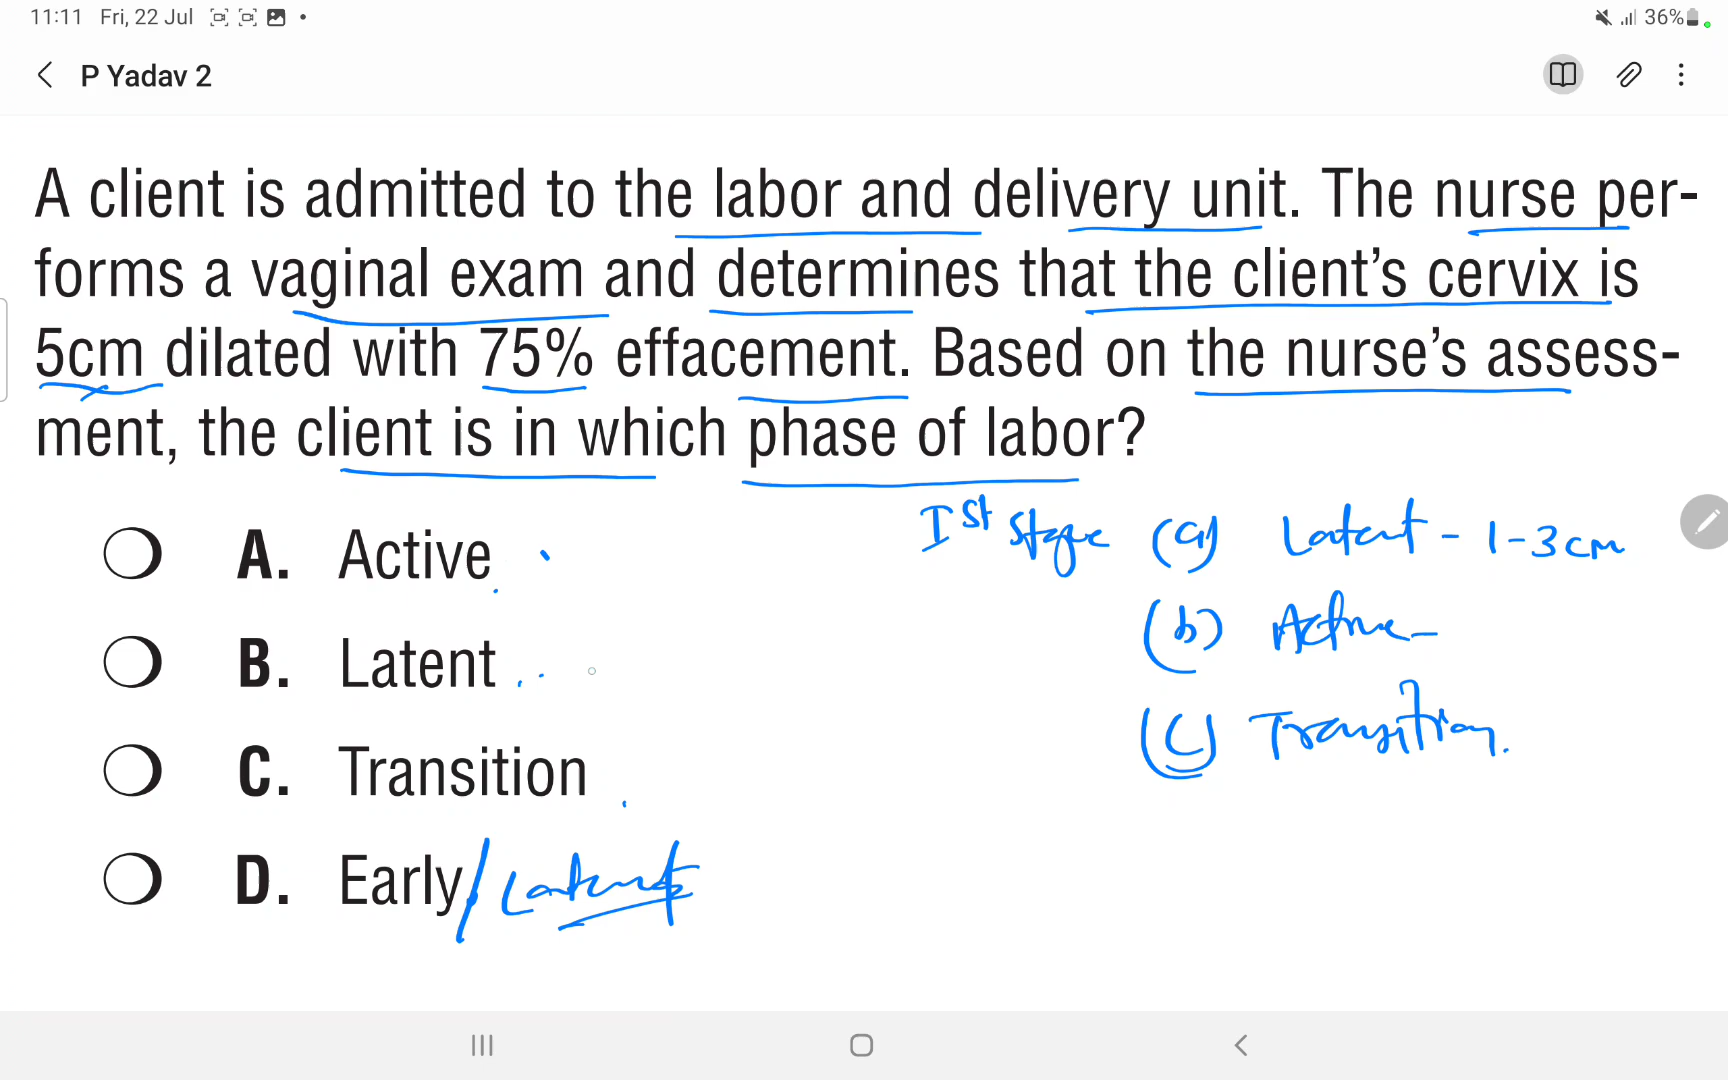 11:11 Fri, 22 Jul
36%
P Yadav 2
A client is admitted to the labor and delivery unit. The nurse per-
forms a vaginal exam and determines that the client's cervix is
5cm dilated with 75% effacement. Based on the nurse's assess-
ment, the client is in which phase of labor?
Ist stage (a) Latent - 1-3cm
A. Active
(b) Active -
B. Latent
(c) Transition.
C. Transition
D. Early/Latent